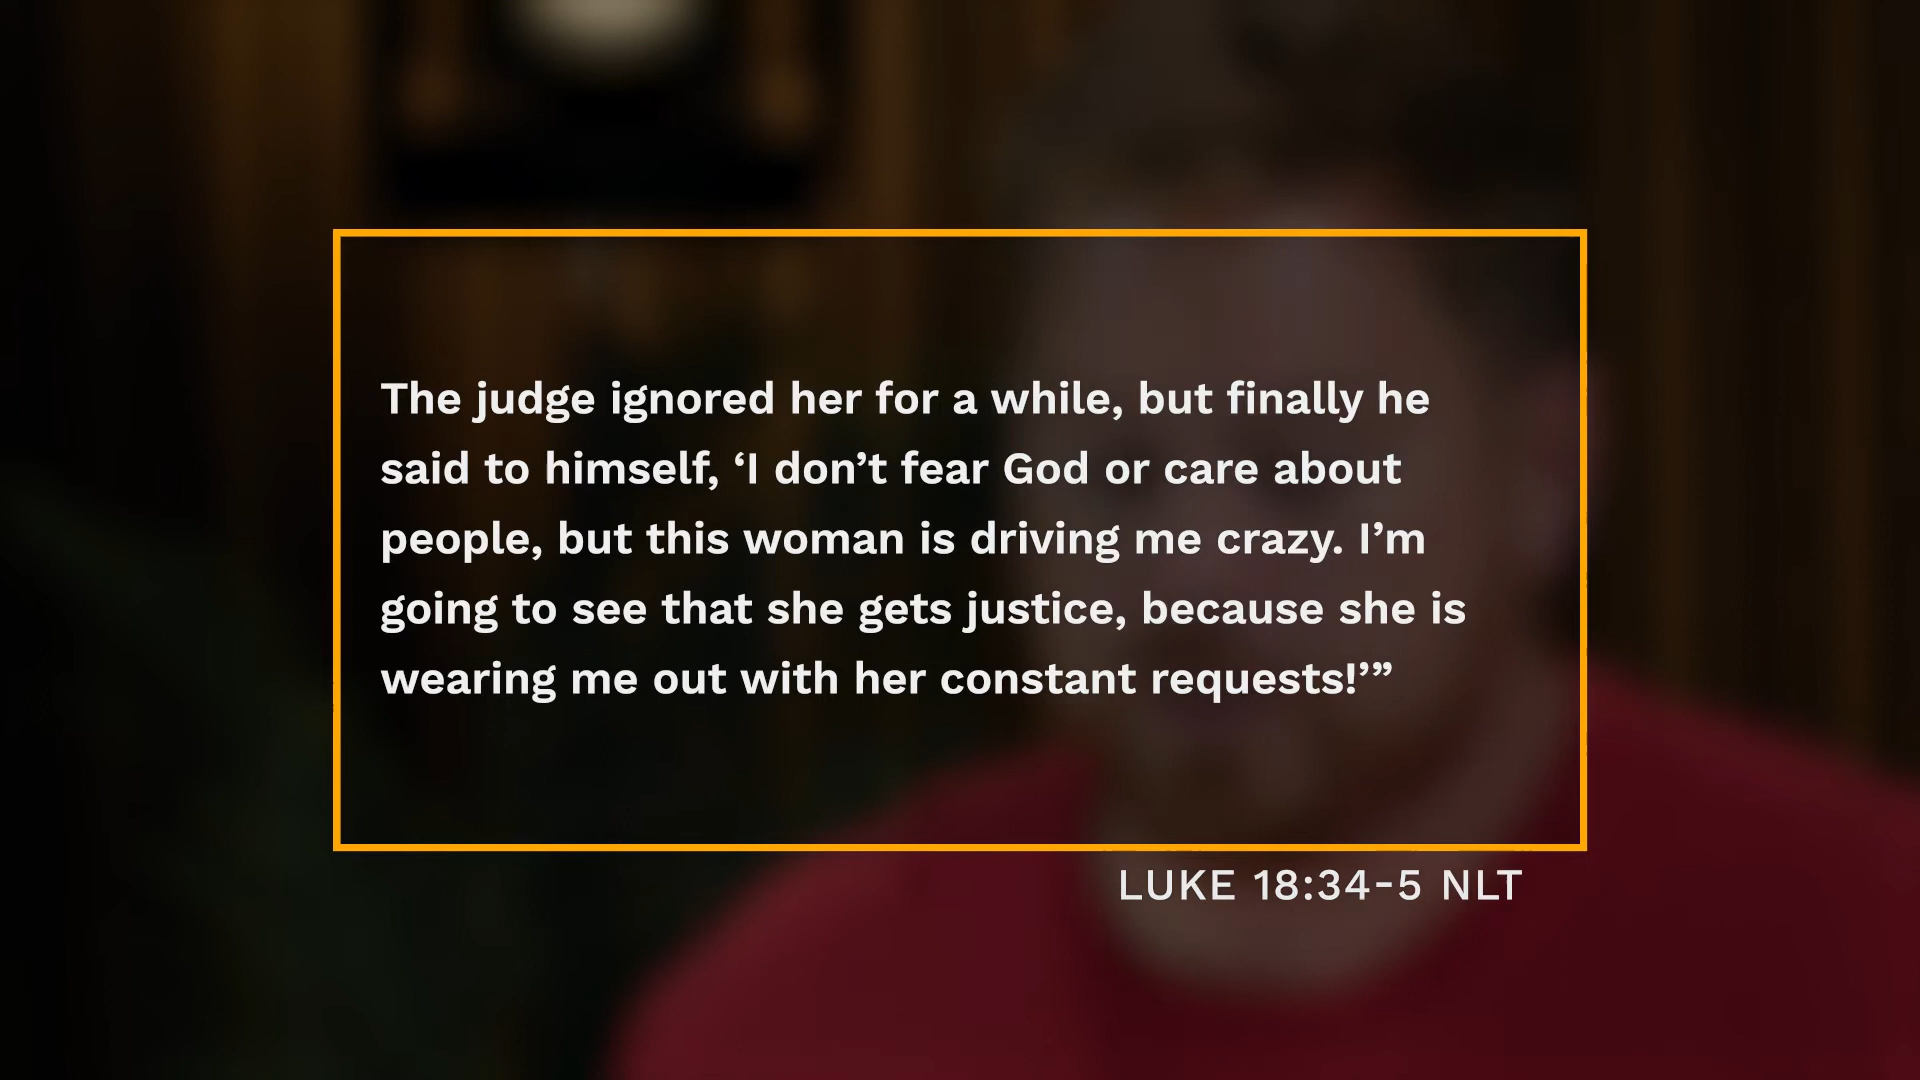 The judge ignored her for a while, but finally he
said to himself, ‘I don’t fear God or care about
people, but this woman is driving me crazy. I’m
going to see that she gets justice, because she is
wearing me out with her constant requests!’”
LUKE 18:34-5 NLT